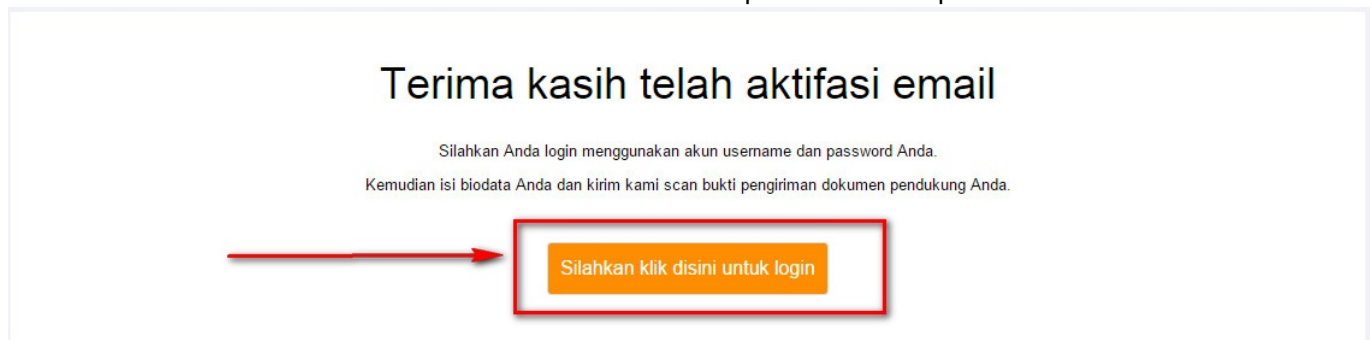 Terima kasih telah aktifasi email
Silahkan Anda login menggunakan akun username dan password Anda.
Kemudian isi biodata Anda dan kirim kami scan bukti pengiriman dokumen pendukung Anda.
Silahkan klik disini untuk login